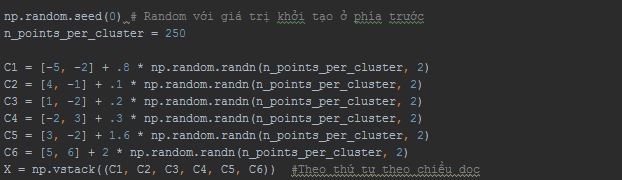 np.random.seed(0) # Random với giá trị khởi tạo ở phía trước
n_points_per_cluster = 250
C1 = [-5, -2] + .8 * np.random.randn(n_points_per_cluster, 2)
C2 = [4, -1] + .1 * np.random.randn(n_points_per_cluster, 2)
C3 = [1, -2] + .2 * np.random.randn(n_points_per_cluster, 2)
C4 = [-2, 3] + .3 * np.random.randn(n_points_per_cluster, 2)
C5 = [3, -2] + 1.6 * np.random.randn(n_points_per_cluster, 2)
C6 = [5, 6] + 2 * np.random.randn(n_points_per_cluster, 2)
X = np.vstack((C1, C2, C3, C4, C5, C6)) #Theo thứ tự theo chiều dọc